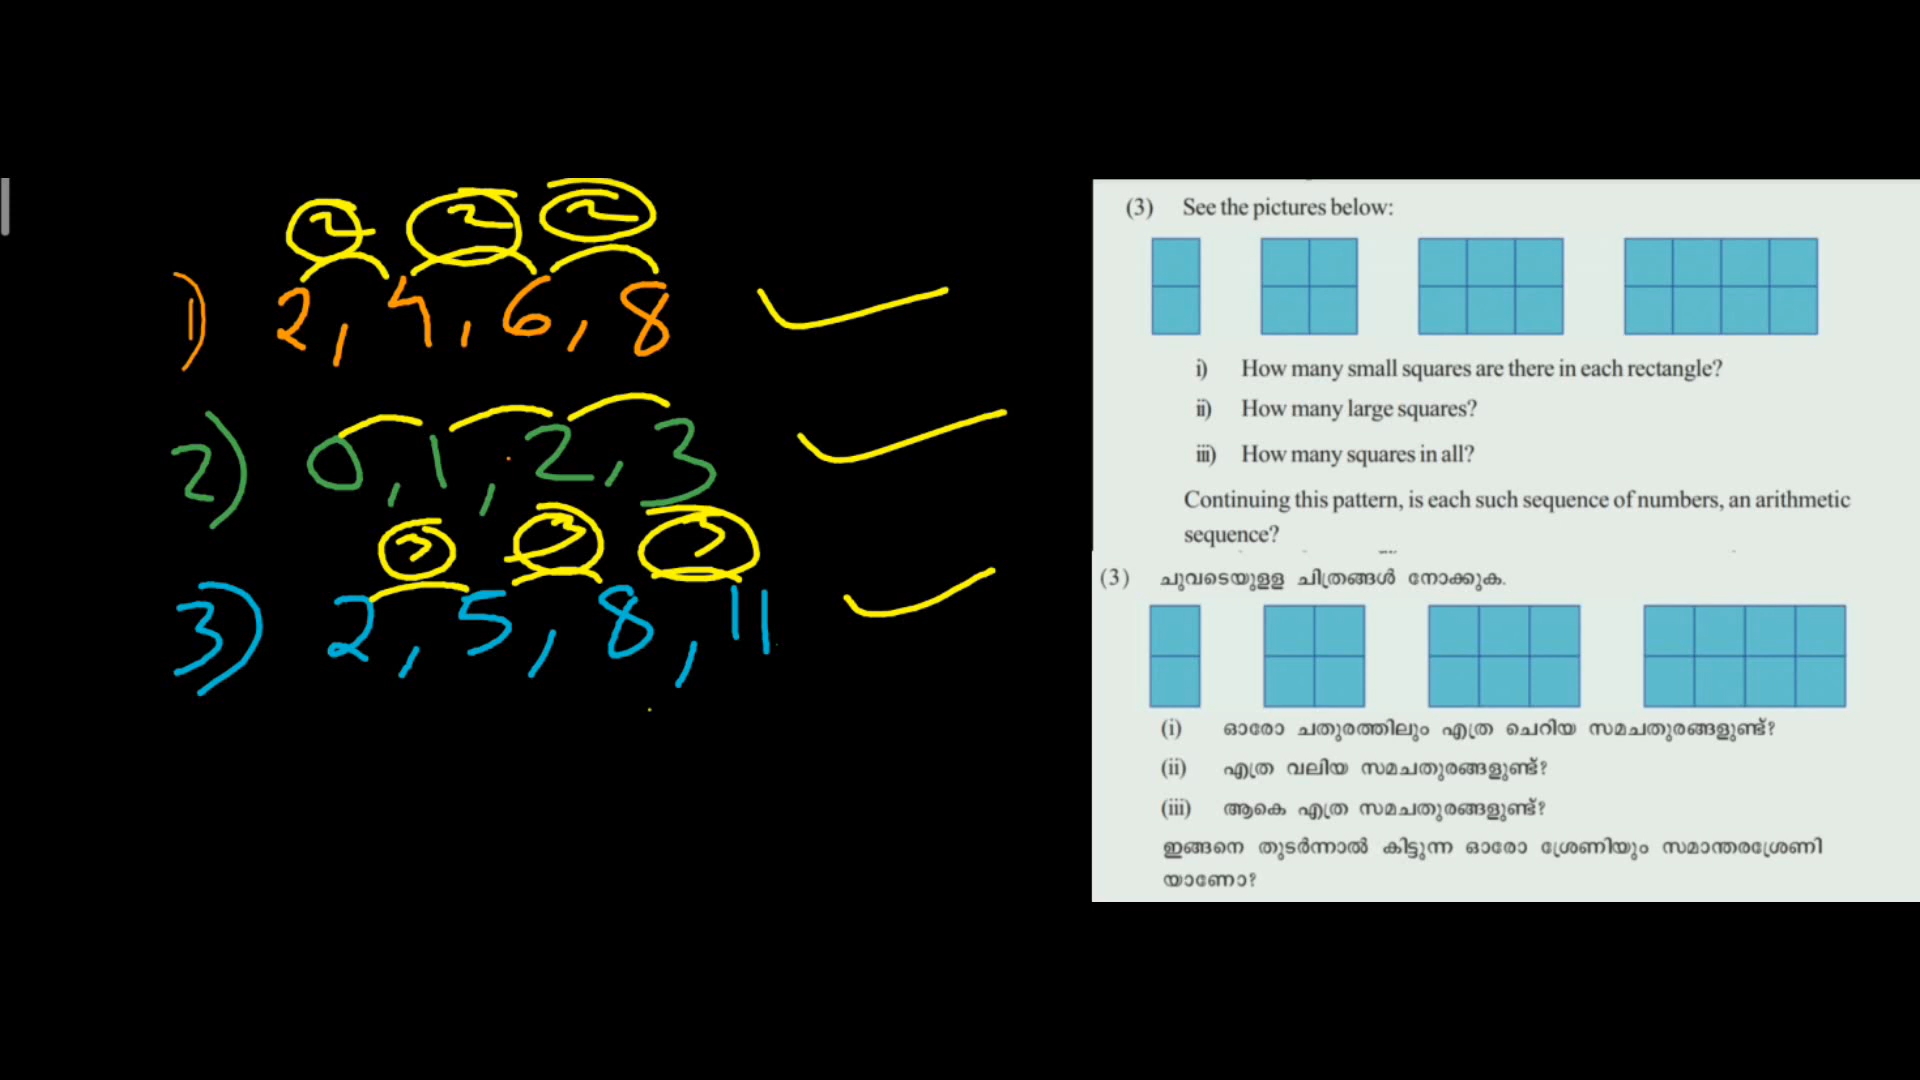 2 2 2
1) 2, 4, 6, 8
2) 0, 1, 2, 3
3 3 3
3) 2, 5, 8, 11
(3) See the pictures below:
i) How many small squares are there in each rectangle?
ii) How many large squares?
iii) How many squares in all?
Continuing this pattern, is each such sequence of numbers, an arithmetic
sequence?
(3) ചുവടെയുള്ള ചിത്രങ്ങൾ നോക്കുക.
(i) ഓരോ ചതുരത്തിലും എത്ര ചെറിയ സമചതുരങ്ങളുണ്ട്?
(ii) എത്ര വലിയ സമചതുരങ്ങളുണ്ട്?
(iii) ആകെ എത്ര സമചതുരങ്ങളുണ്ട്?
ഇങ്ങനെ തുടർന്നാൽ കിട്ടുന്ന ഓരോ ശ്രേണിയും സമാന്തരശ്രേണി
യാണോ?